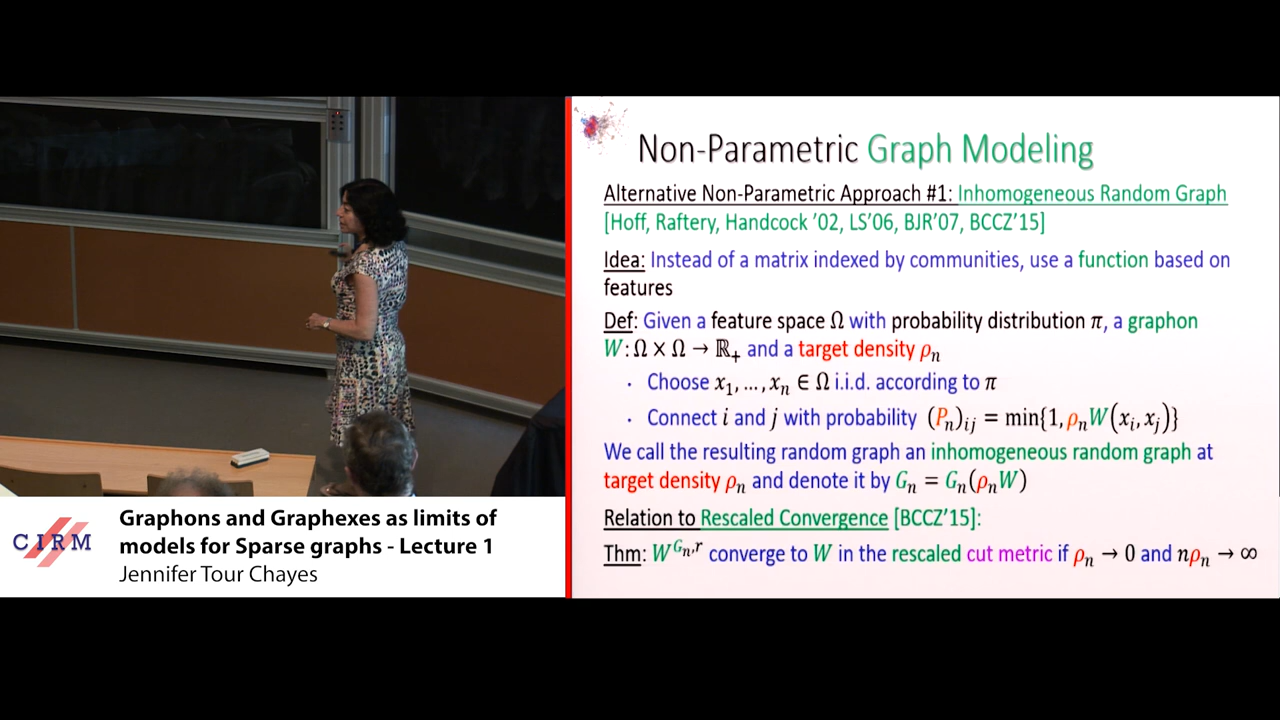 Non-Parametric Graph Modeling
Alternative Non-Parametric Approach #1: Inhomogeneous Random Graph
[Hoff, Raftery, Handcock '02, LS'06, BJR'07, BCCZ'15]
Idea: Instead of a matrix indexed by communities, use a function based on
features
Def: Given a feature space Ω with probability distribution π, a graphon
W: Ω × Ω → ℝ₊ and a target density ρₙ
· Choose x₁, ..., xₙ ∈ Ω i.i.d. according to π
· Connect i and j with probability (Pₙ)ᵢⱼ = min{1, ρₙW(xᵢ, xⱼ)}
We call the resulting random graph an inhomogeneous random graph at
target density ρₙ and denote it by Gₙ = Gₙ(ρₙW)
Relation to Rescaled Convergence [BCCZ'15]:
Thm: W^{Gₙ,r} converge to W in the rescaled cut metric if ρₙ → 0 and nρₙ → ∞
CIRM
Graphons and Graphexes as limits of
models for Sparse graphs - Lecture 1
Jennifer Tour Chayes